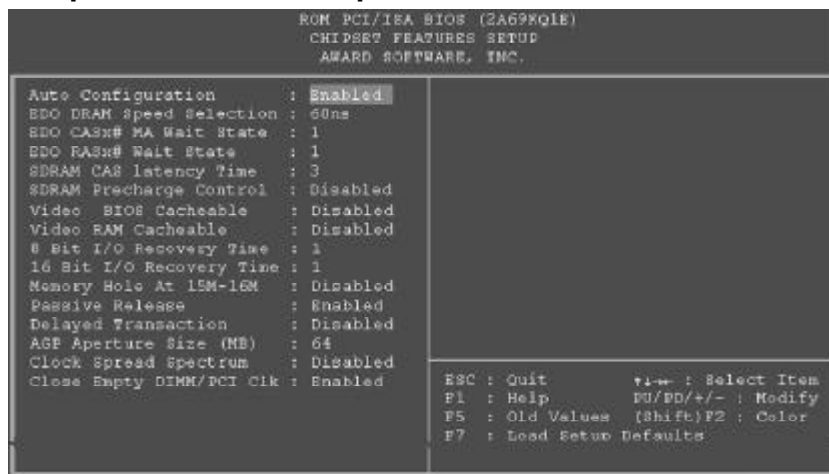 ROM PCI/ISA BIOS (2A69KQ1E)
CHIPSET FEATURES SETUP
AWARD SOFTWARE, INC.
Auto Configuration : Enabled
EDO DRAM Speed Selection : 60ns
EDO CASx# MA Wait State : 1
EDO RASx# Wait State : 1
SDRAM CAS latency Time : 3
SDRAM Precharge Control : Disabled
Video BIOS Cacheable : Disabled
Video RAM Cacheable : Disabled
8 Bit I/O Recovery Time : 1
16 Bit I/O Recovery Time : 1
Memory Hole At 15M-16M : Disabled
Passive Release : Enabled
Delayed Transaction : Disabled
AGP Aperture Size (MB) : 64
Clock Spread Spectrum : Disabled
Close Empty DIMM/PCI Clk : Enabled
ESC : Quit ↑↓→← : Select Item
F1 : Help PU/PD/+/- : Modify
F5 : Old Values (Shift)F2 : Color
F7 : Load Setup Defaults